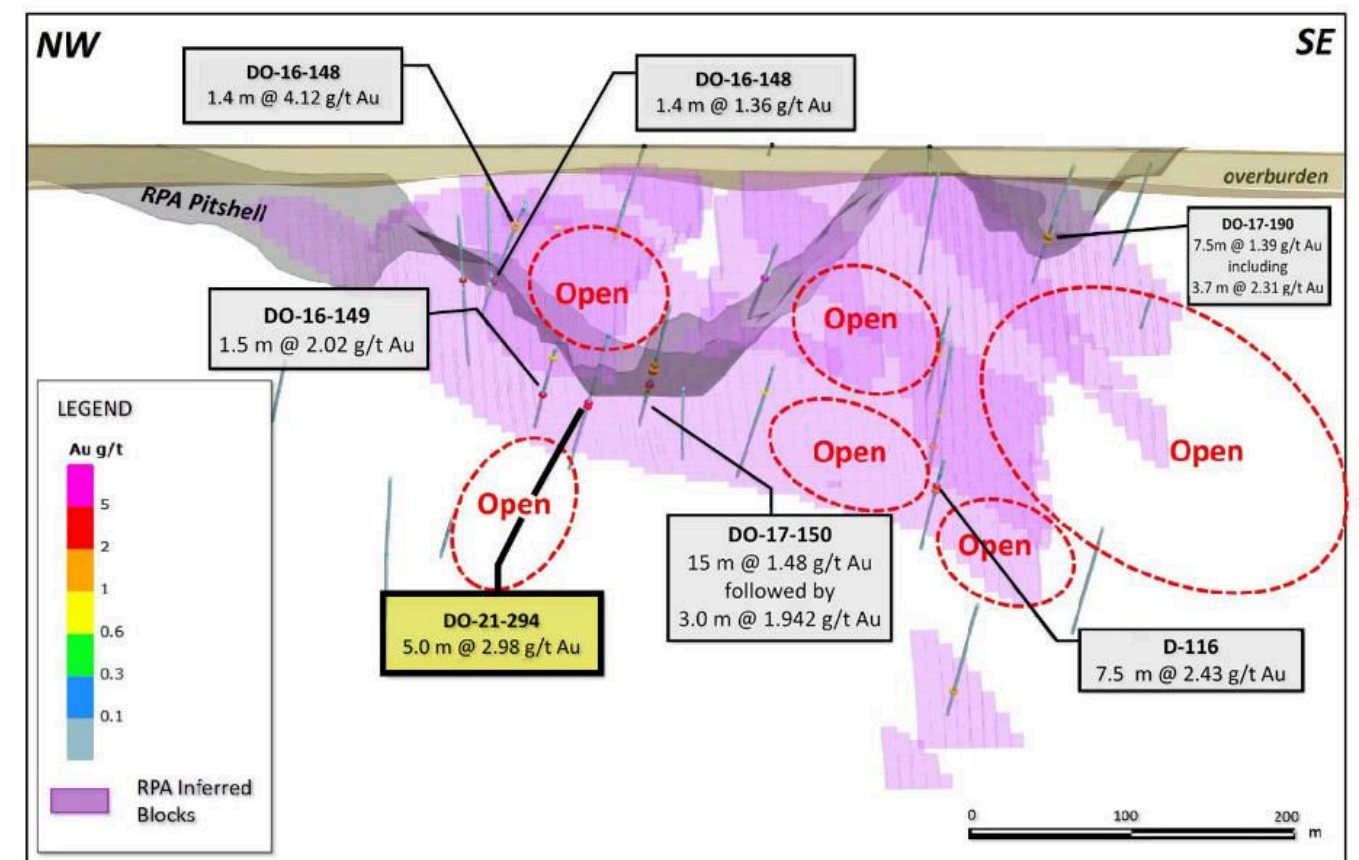 NW
SE
DO-16-148
1.4 m @ 4.12 g/t Au
DO-16-148
1.4 m @ 1.36 g/t Au
overburden
RPA Pitshell
DO-17-190
7.5m @ 1.39 g/t Au
including
3.7 m @ 2.31 g/t Au
Open
Open
DO-16-149
1.5 m @ 2.02 g/t Au
Open
Open
Open
Open
DO-17-150
15 m @ 1.48 g/t Au
followed by
3.0 m @ 1.942 g/t Au
DO-21-294
5.0 m @ 2.98 g/t Au
D-116
7.5 m @ 2.43 g/t Au
LEGEND
Au g/t
5
2
1
0.6
0.3
0.1
RPA Inferred
Blocks
0 100 200
m